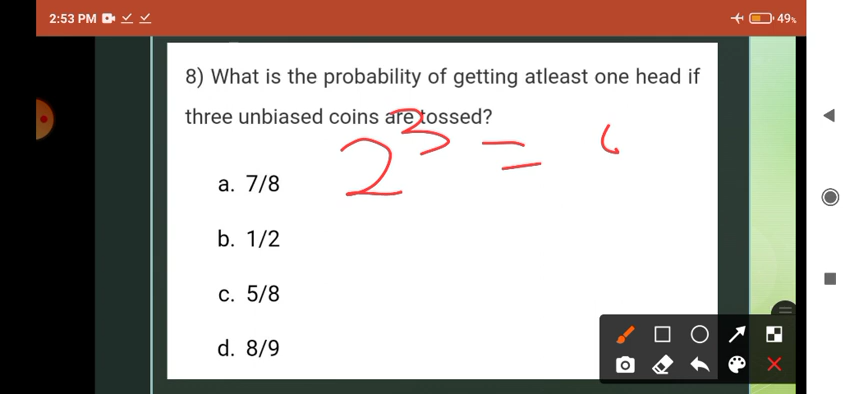 2:53 PM
49%
8) What is the probability of getting atleast one head if
three unbiased coins are tossed?
2³ =
a. 7/8
b. 1/2
c. 5/8
d. 8/9